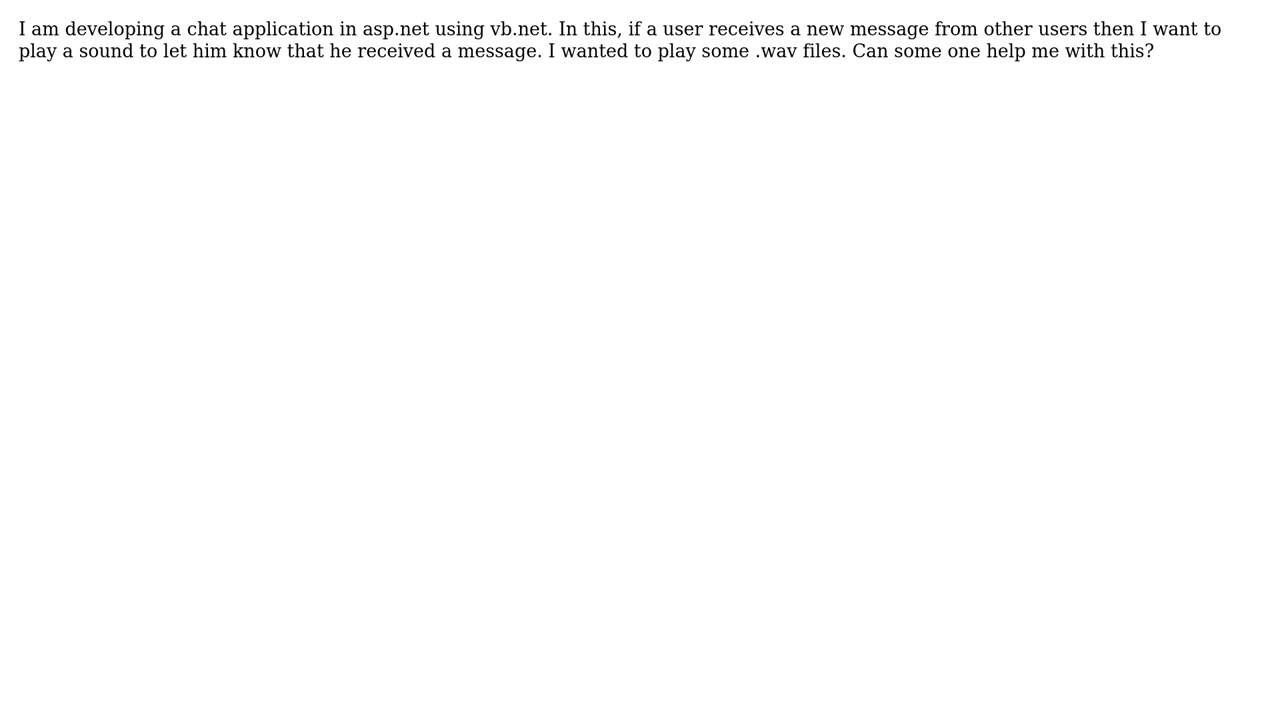 I am developing a chat application in asp.net using vb.net. In this, if a user receives a new message from other users then I want to
play a sound to let him know that he received a message. I wanted to play some .wav files. Can some one help me with this?